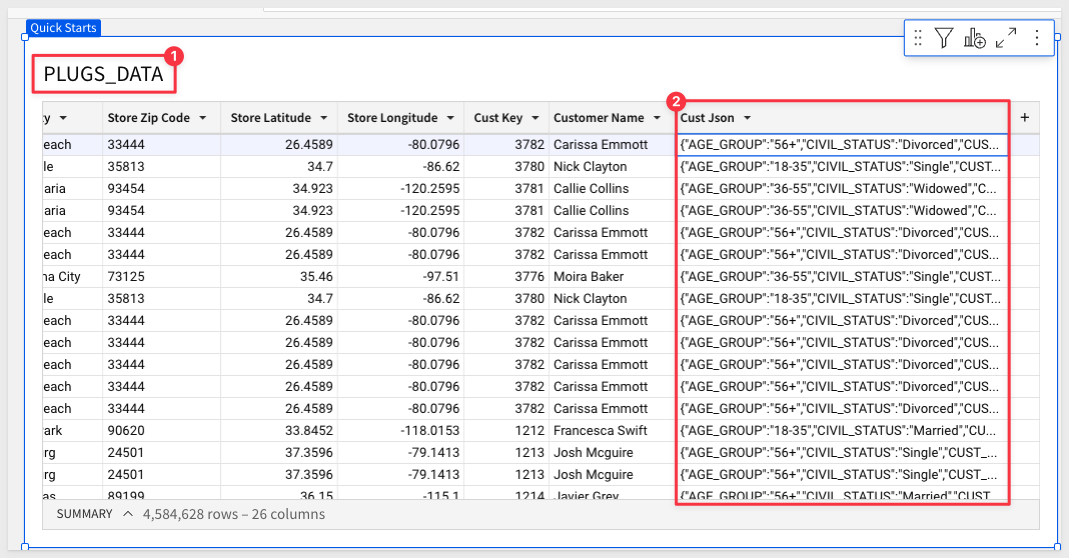 Quick Starts
1
PLUGS_DATA
2
y Store Zip Code Store Latitude Store Longitude Cust Key Customer Name Cust Json +
each 33444 26.4589 -80.0796 3782 Carissa Emmott {"AGE_GROUP":"56+","CIVIL_STATUS":"Divorced","CUS...
le 35813 34.7 -86.62 3780 Nick Clayton {"AGE_GROUP":"18-35","CIVIL_STATUS":"Single","CUST...
aria 93454 34.923 -120.2595 3781 Callie Collins {"AGE_GROUP":"36-55","CIVIL_STATUS":"Widowed","C...
aria 93454 34.923 -120.2595 3781 Callie Collins {"AGE_GROUP":"36-55","CIVIL_STATUS":"Widowed","C...
each 33444 26.4589 -80.0796 3782 Carissa Emmott {"AGE_GROUP":"56+","CIVIL_STATUS":"Divorced","CUS...
each 33444 26.4589 -80.0796 3782 Carissa Emmott {"AGE_GROUP":"56+","CIVIL_STATUS":"Divorced","CUS...
na City 73125 35.46 -97.51 3776 Moira Baker {"AGE_GROUP":"36-55","CIVIL_STATUS":"Single","CUST...
le 35813 34.7 -86.62 3780 Nick Clayton {"AGE_GROUP":"18-35","CIVIL_STATUS":"Single","CUST...
each 33444 26.4589 -80.0796 3782 Carissa Emmott {"AGE_GROUP":"56+","CIVIL_STATUS":"Divorced","CUS...
each 33444 26.4589 -80.0796 3782 Carissa Emmott {"AGE_GROUP":"56+","CIVIL_STATUS":"Divorced","CUS...
each 33444 26.4589 -80.0796 3782 Carissa Emmott {"AGE_GROUP":"56+","CIVIL_STATUS":"Divorced","CUS...
each 33444 26.4589 -80.0796 3782 Carissa Emmott {"AGE_GROUP":"56+","CIVIL_STATUS":"Divorced","CUS...
each 33444 26.4589 -80.0796 3782 Carissa Emmott {"AGE_GROUP":"56+","CIVIL_STATUS":"Divorced","CUS...
ark 90620 33.8452 -118.0153 1212 Francesca Swift {"AGE_GROUP":"18-35","CIVIL_STATUS":"Married","CU...
rg 24501 37.3596 -79.1413 1213 Josh Mcguire {"AGE_GROUP":"56+","CIVIL_STATUS":"Single","CUST_...
rg 24501 37.3596 -79.1413 1213 Josh Mcguire {"AGE_GROUP":"56+","CIVIL_STATUS":"Single","CUST_...
as 89199 36.15 -115.1 1214 Javier Grey {"AGE_GROUP":"56+","CIVIL_STATUS":"Married","CUST
SUMMARY 4,584,628 rows – 26 columns